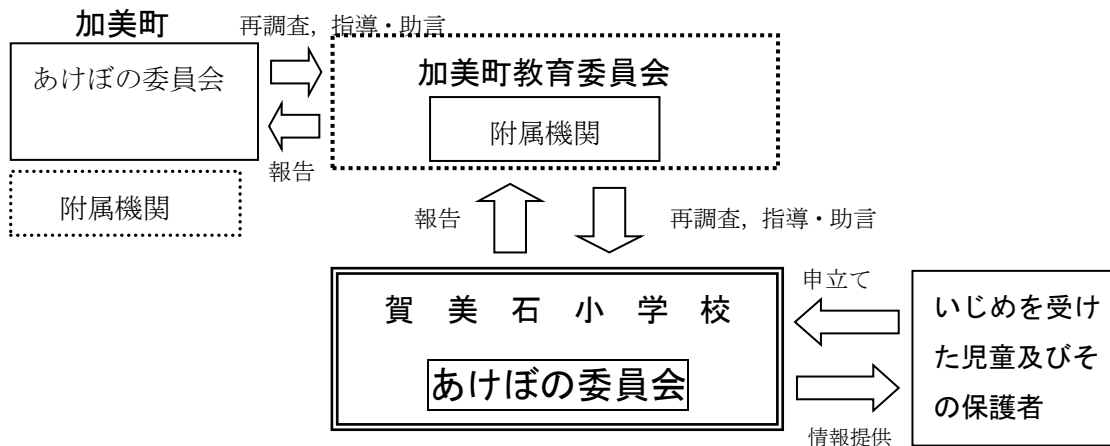 加美町
再調査，指導・助言
あけぼの委員会
加美町教育委員会
附属機関
報告
附属機関
報告
再調査，指導・助言
賀美石小学校
あけぼの委員会
申立て
いじめを受け
た児童及びそ
の保護者
情報提供